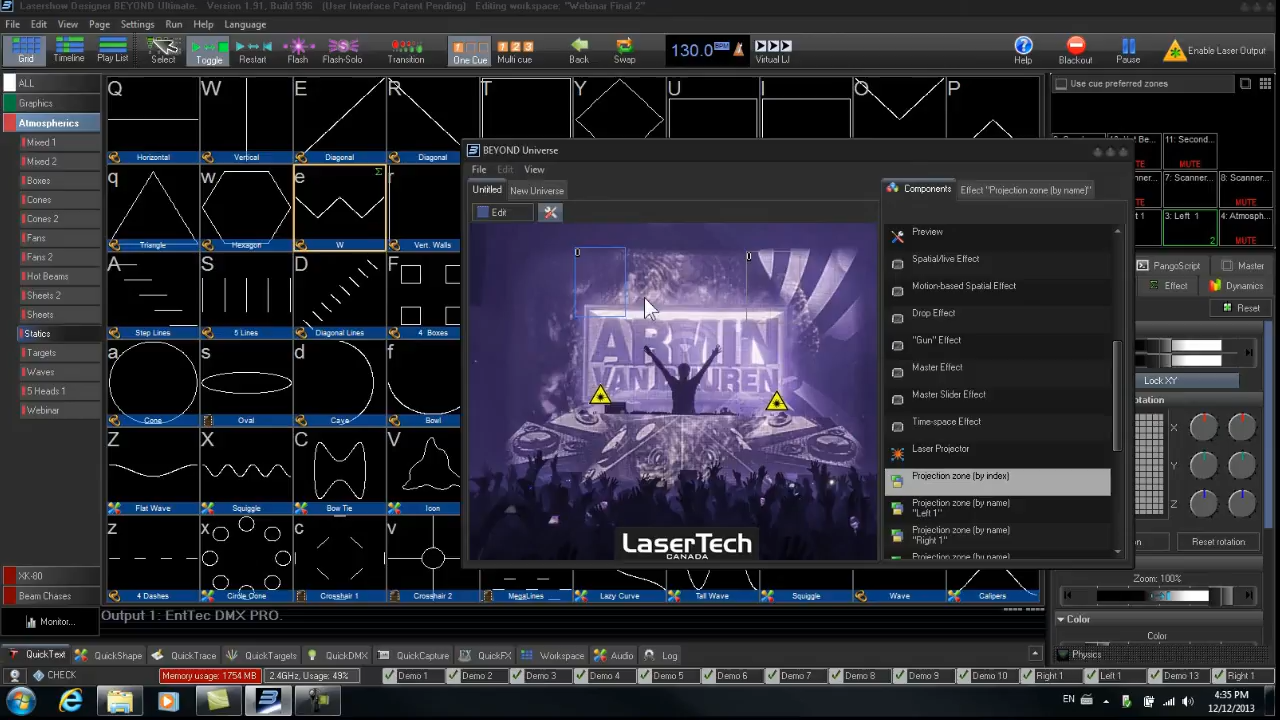 Lasershow Designer BEYOND Ultimate. Version 1.91, Build 596 (User Interface Patent Pending) Editing workspace: "Webinar Final 2"
File Edit View Page Settings Run Help Language
Grid Timeline Play List Select Toggle Restart Flash Flash-Solo Transition One Cue Multi cue Back Swap 130.0 BPM Virtual LJ Help Blackout Pause Enable Laser Output
ALL
Graphics
Atmospherics
Mixed 1
Mixed 2
Boxes
Cones
Cones 2
Fans
Fans 2
Hot Beams
Sheets 2
Sheets
Statics
Targets
Waves
5 Heads 1
Webinar
XK-80
Beam Chases
Monitor...
Q W E R T Y U I O P
Horizontal Vertical Diagonal Diagonal
q w e r
Triangle Hexagon W Vert. Walls
A S D F
Step Lines 5 Lines Diagonal Lines 4 Boxes
a s d f
Cone Oval Cave Bowl
Z X C V
Flat Wave Squiggle Bow Tie Icon
z x c v
4 Dashes Circle Cone Crosshair 1 Crosshair 2 MegaLines Lazy Curve Tall Wave Squiggle Wave Calipers
BEYOND Universe
File Edit View
Untitled New Universe
Edit
0 0
ARMIN
VAN BUUREN
LaserTech
CANADA
Components Effect "Projection zone (by name)"
Preview
Spatial/live Effect
Motion-based Spatial Effect
Drop Effect
"Gun" Effect
Master Effect
Master Slider Effect
Time-space Effect
Laser Projector
Projection zone (by index)
Projection zone (by name)
"Left 1"
Projection zone (by name)
"Right 1"
Projection zone (by name)
Use cue preferred zones
11: Second...
MUTE MUTE MUTE
7: Scanner... 8: Scanner...
MUTE MUTE
3: Left 1 4: Atmosph...
2 MUTE
PangoScript Master
Effect Dynamics
Reset
Lock XY
X
Y
Z
Reset rotation
Zoom: 100%
Color
Color
Physics
Output 1: EntTec DMX PRO.
QuickText QuickShape QuickTrace QuickTargets QuickDMX QuickCapture QuickFX Workspace Audio Log
CHECK Memory usage: 1754 MB 2.4GHz, Usage: 49% Demo 1 Demo 2 Demo 3 Demo 4 Demo 5 Demo 6 Demo 7 Demo 8 Demo 9 Demo 10 Right 1 Left 1 Demo 13 Right 1
EN
4:35 PM
12/12/2013